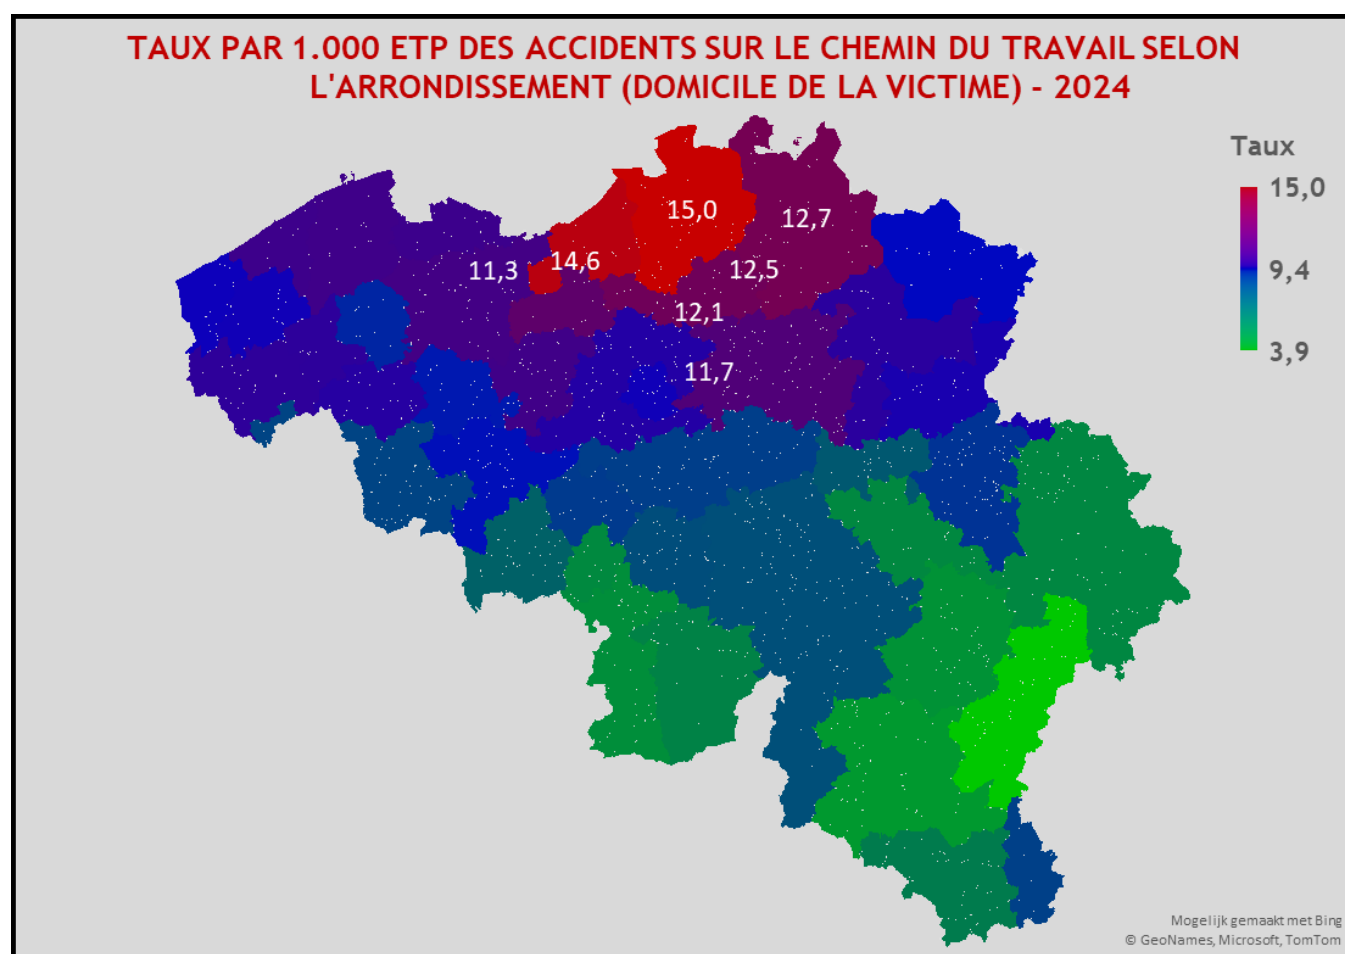 TAUX PAR 1.000 ETP DES ACCIDENTS SUR LE CHEMIN DU TRAVAIL SELON
L'ARRONDISSEMENT (DOMICILE DE LA VICTIME) - 2024
Taux
15,0
9,4
3,9
15,0
12,7
14,6
11,3
12,5
12,1
11,7
Mogelijk gemaakt met Bing
© GeoNames, Microsoft, TomTom